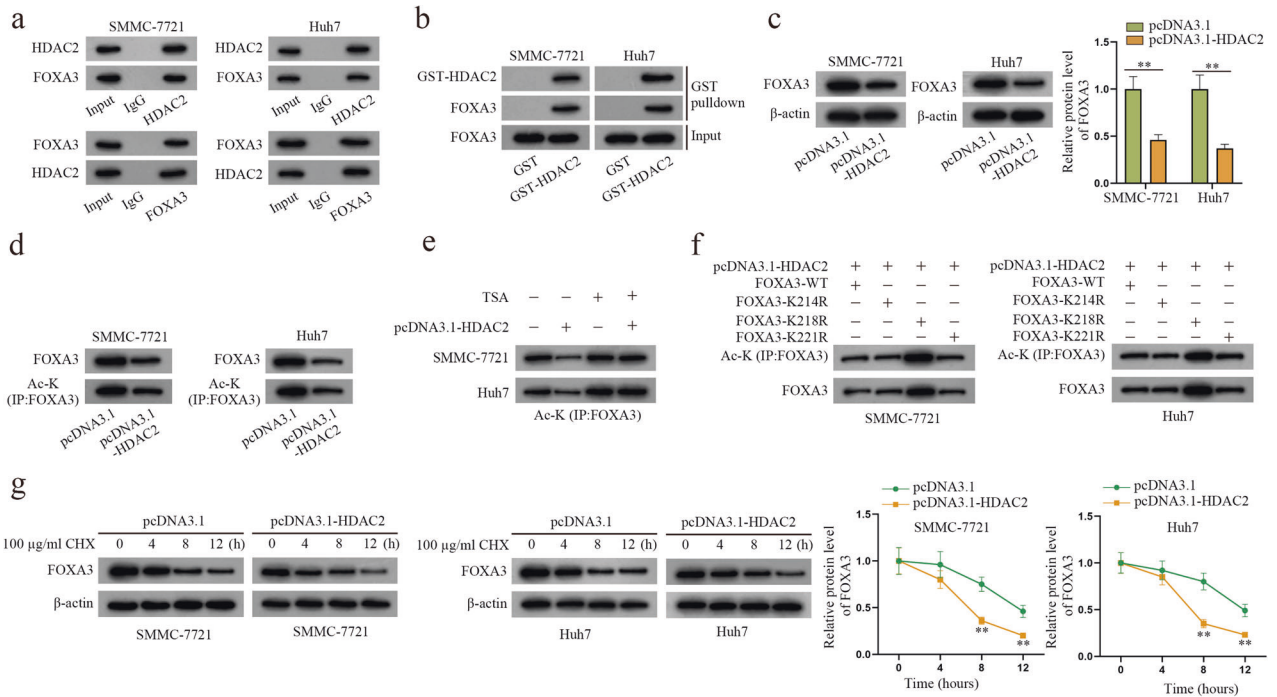 a
SMMC-7721
Huh7
HDAC2
FOXA3
Input IgG HDAC2
HDAC2
FOXA3
Input IgG HDAC2
FOXA3
HDAC2
Input IgG FOXA3
FOXA3
HDAC2
Input IgG FOXA3
b
SMMC-7721
Huh7
GST-HDAC2
FOXA3
FOXA3
GST
pulldown
Input
GST GST-HDAC2
GST GST-HDAC2
c
SMMC-7721
Huh7
FOXA3
β-actin
pcDNA3.1
pcDNA3.1
-HDAC2
FOXA3
β-actin
pcDNA3.1
pcDNA3.1
-HDAC2
pcDNA3.1
pcDNA3.1-HDAC2
Relative protein level
of FOXA3
1.5
1.0
0.5
0.0
** **
SMMC-7721 Huh7
d
SMMC-7721
Huh7
FOXA3
Ac-K
(IP:FOXA3)
pcDNA3.1
pcDNA3.1
-HDAC2
FOXA3
Ac-K
(IP:FOXA3)
pcDNA3.1
pcDNA3.1
-HDAC2
e
TSA − − + +
pcDNA3.1-HDAC2 − + − +
SMMC-7721
Huh7
Ac-K (IP:FOXA3)
f
pcDNA3.1-HDAC2 + + + +
FOXA3-WT + − − −
FOXA3-K214R − + − −
FOXA3-K218R − − + −
FOXA3-K221R − − − +
Ac-K (IP:FOXA3)
FOXA3
SMMC-7721
pcDNA3.1-HDAC2 + + + +
FOXA3-WT + − − −
FOXA3-K214R − + − −
FOXA3-K218R − − + −
FOXA3-K221R − − − +
Ac-K (IP:FOXA3)
FOXA3
Huh7
g
pcDNA3.1 pcDNA3.1-HDAC2
100 µg/ml CHX 0 4 8 12 (h) 0 4 8 12 (h)
FOXA3
β-actin
SMMC-7721 SMMC-7721
pcDNA3.1 pcDNA3.1-HDAC2
100 µg/ml CHX 0 4 8 12 (h) 0 4 8 12 (h)
FOXA3
β-actin
Huh7 Huh7
pcDNA3.1
pcDNA3.1-HDAC2
SMMC-7721
Relative protein level
of FOXA3
1.5
1.0
0.5
0.0
** **
0 4 8 12
Time (hours)
pcDNA3.1
pcDNA3.1-HDAC2
Huh7
Relative protein level
of FOXA3
1.5
1.0
0.5
0.0
** **
0 4 8 12
Time (hours)